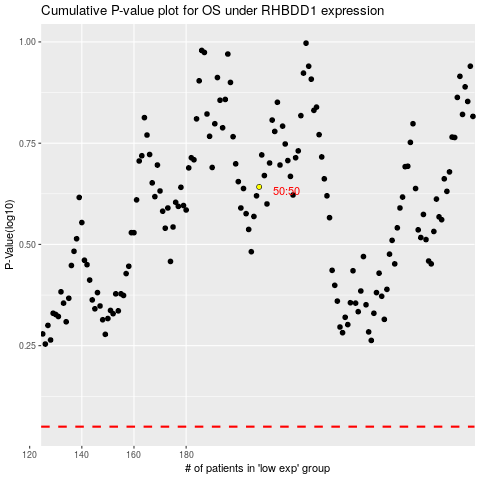 Cumulative P-value plot for OS under RHBDD1 expression
P-Value(log10)
1.00
0.75
0.50
0.25
50:50
120 140 160 180
# of patients in 'low exp' group